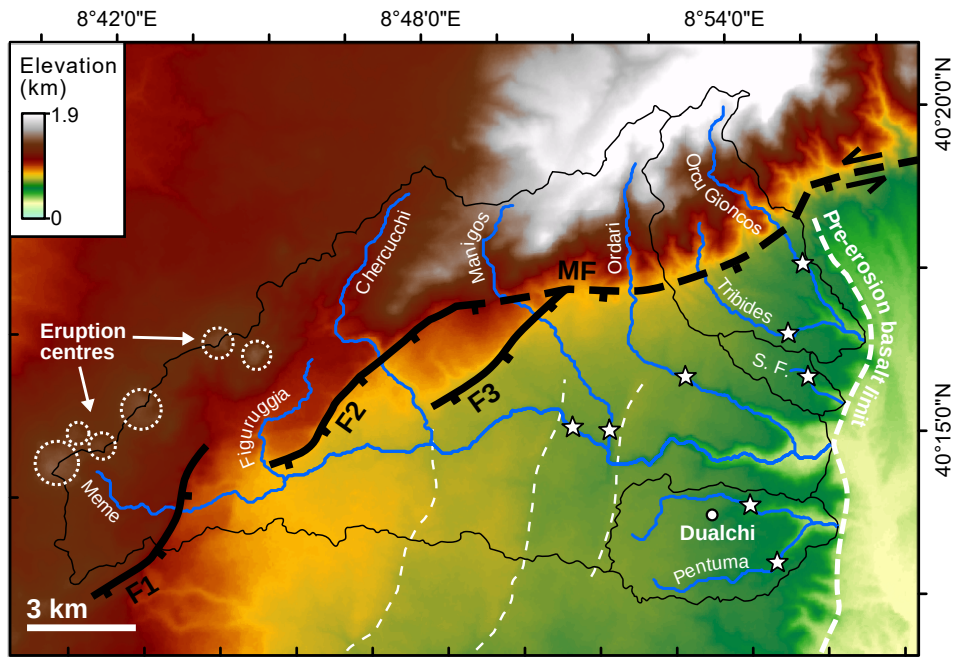 8°42'0"E
8°48'0"E
8°54'0"E
Elevation
(km)
1.9
0
40°20'0"N
40°15'0"N
Orcu Gioncos
Chercucchi
Manigos
Ordari
MF
Tribides
Pre-erosion basalt limit
Eruption
centres
S. F.
Figuruggia
F2
F3
Meme
Dualchi
Pentuma
F1
3 km